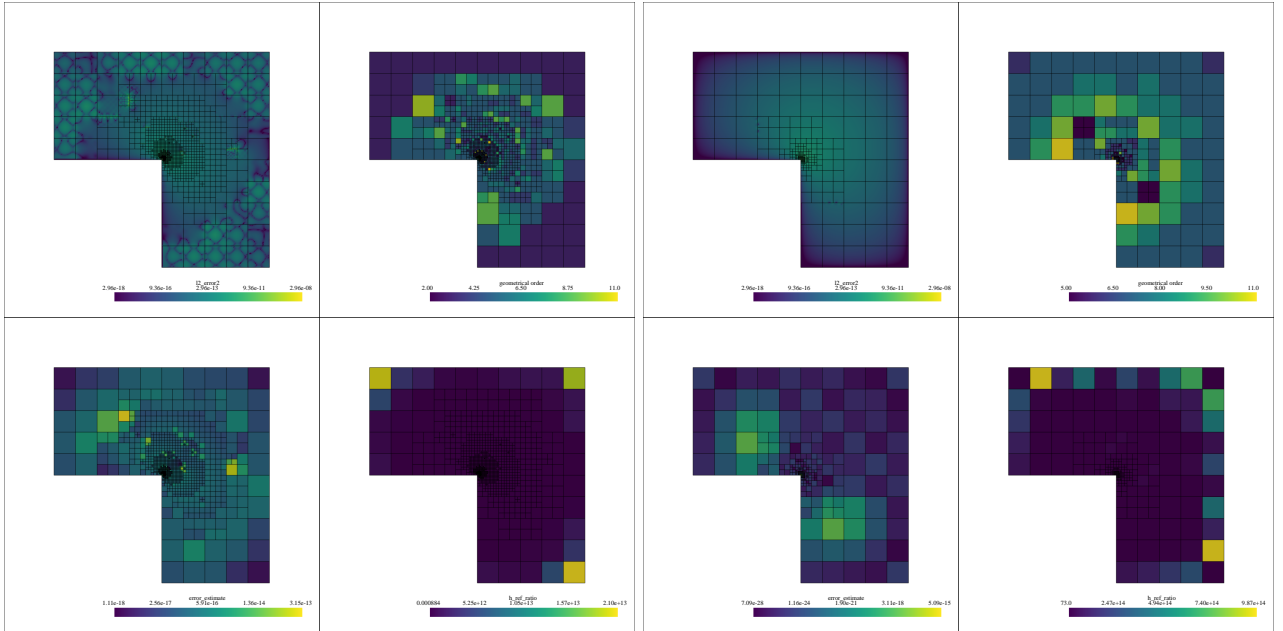 l2_error2
2.96e-18 9.36e-16 2.96e-13 9.36e-11 2.96e-08
geometrical order
2.00 4.25 6.50 8.75 11.0
l2_error2
2.96e-18 9.36e-16 2.96e-13 9.36e-11 2.96e-08
geometrical order
5.00 6.50 8.00 9.50 11.0
error_estimate
1.11e-18 2.56e-17 5.91e-16 1.36e-14 3.15e-13
h_ref_ratio
0.000884 5.25e+12 1.05e+13 1.57e+13 2.10e+13
error_estimate
7.09e-28 1.16e-24 1.90e-21 3.11e-18 5.09e-15
h_ref_ratio
73.0 2.47e+14 4.94e+14 7.40e+14 9.87e+14